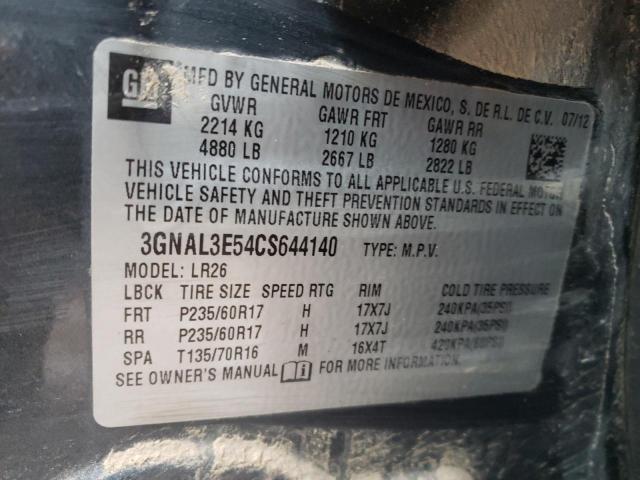 GM
MFD BY GENERAL MOTORS DE MEXICO, S. DE R.L. DE C.V. 07/12
GVWR GAWR FRT GAWR RR
2214 KG 1210 KG 1280 KG
4880 LB 2667 LB 2822 LB
THIS VEHICLE CONFORMS TO ALL APPLICABLE U.S. FEDERAL MOTOR
VEHICLE SAFETY AND THEFT PREVENTION STANDARDS IN EFFECT ON
THE DATE OF MANUFACTURE SHOWN ABOVE.
3GNAL3E54CS644140 TYPE: M.P.V.
MODEL: LR26
LBCK TIRE SIZE SPEED RTG RIM COLD TIRE PRESSURE
FRT P235/60R17 H 17X7J 240KPA(35PSI)
RR P235/60R17 H 17X7J 240KPA(35PSI)
SPA T135/70R16 M 16X4T 420KPA(60PSI)
SEE OWNER'S MANUAL i FOR MORE INFORMATION.